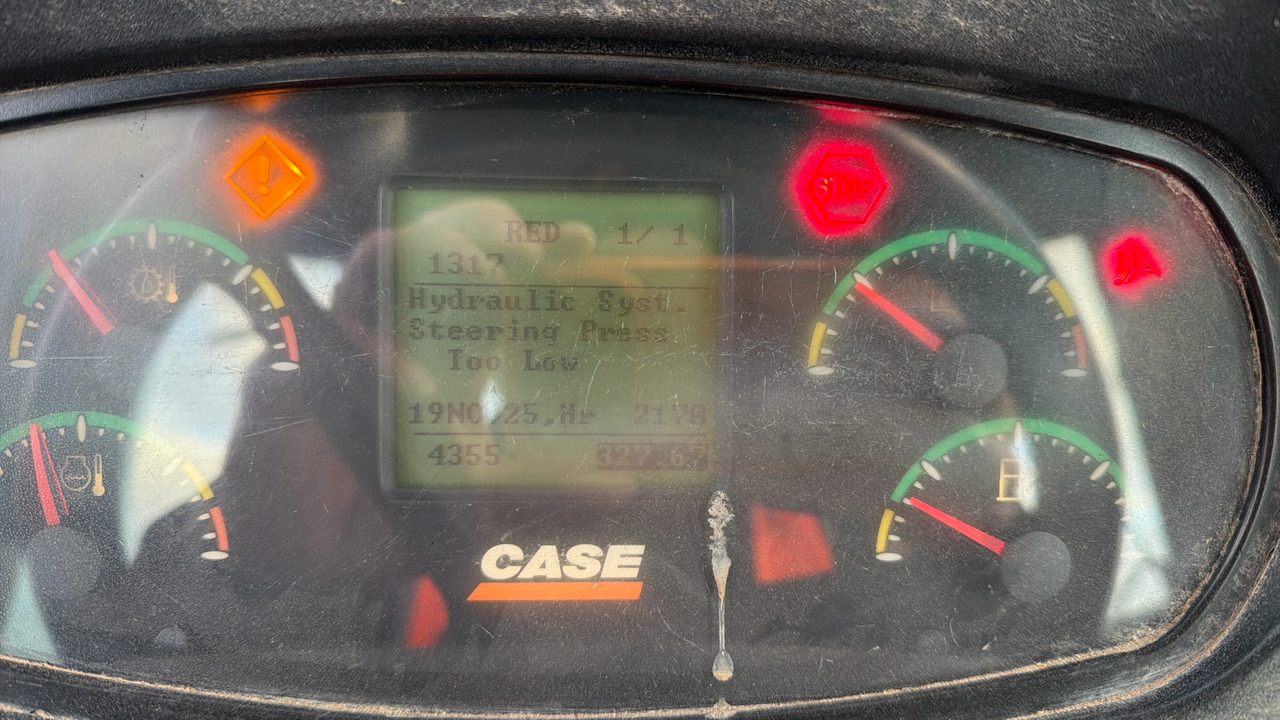 STOP
RED 1/ 1
1317
Hydraulic Syst.
Steering Press
Too Low
19NO 25,Hr 2170
4355
CASE